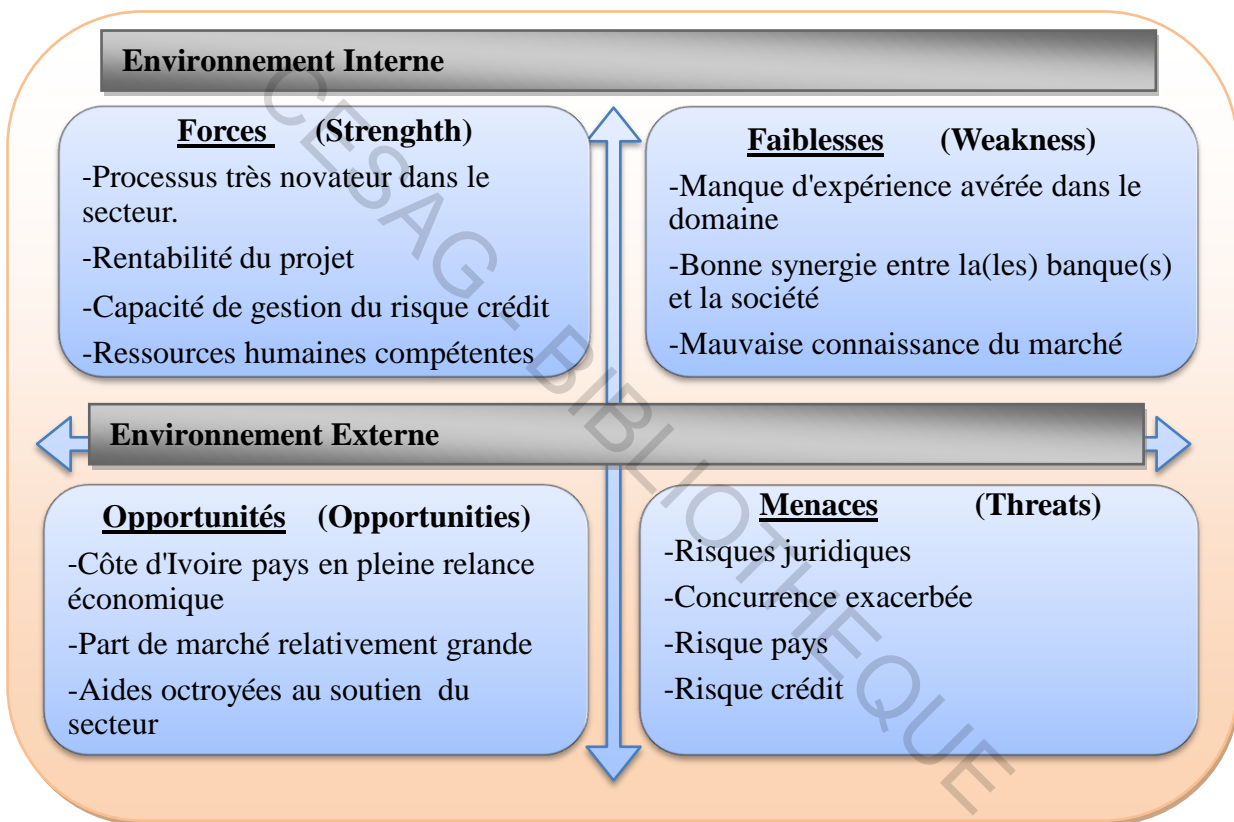 Environnement Interne
Forces (Strenghth)
-Processus très novateur dans le
secteur.
-Rentabilité du projet
-Capacité de gestion du risque crédit
-Ressources humaines compétentes
Faiblesses (Weakness)
-Manque d'expérience avérée dans le
domaine
-Bonne synergie entre la(les) banque(s)
et la société
-Mauvaise connaissance du marché
Environnement Externe
Opportunités (Opportunities)
-Côte d'Ivoire pays en pleine relance
économique
-Part de marché relativement grande
-Aides octroyées au soutien du
secteur
Menaces (Threats)
-Risques juridiques
-Concurrence exacerbée
-Risque pays
-Risque crédit
CESAG - BIBLIOTHEQUE